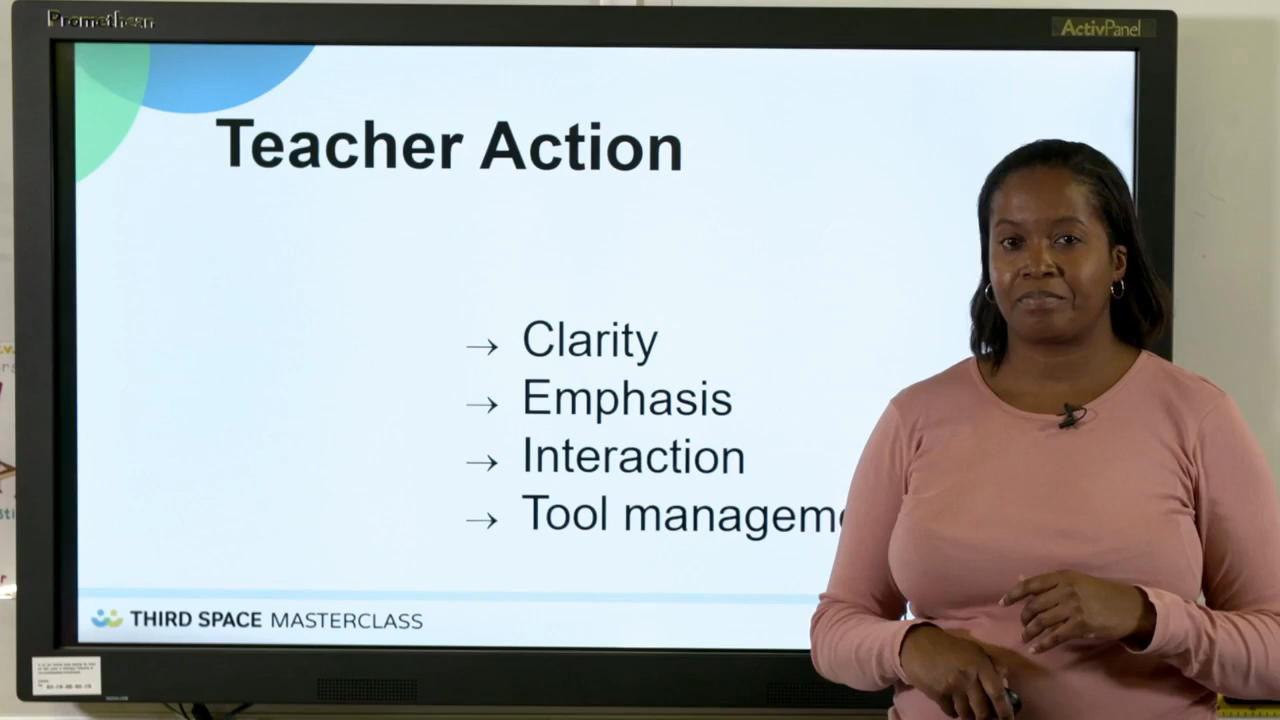 Promethean
ActivPanel
Teacher Action
→ Clarity
→ Emphasis
→ Interaction
→ Tool manageme
THIRD SPACE MASTERCLASS